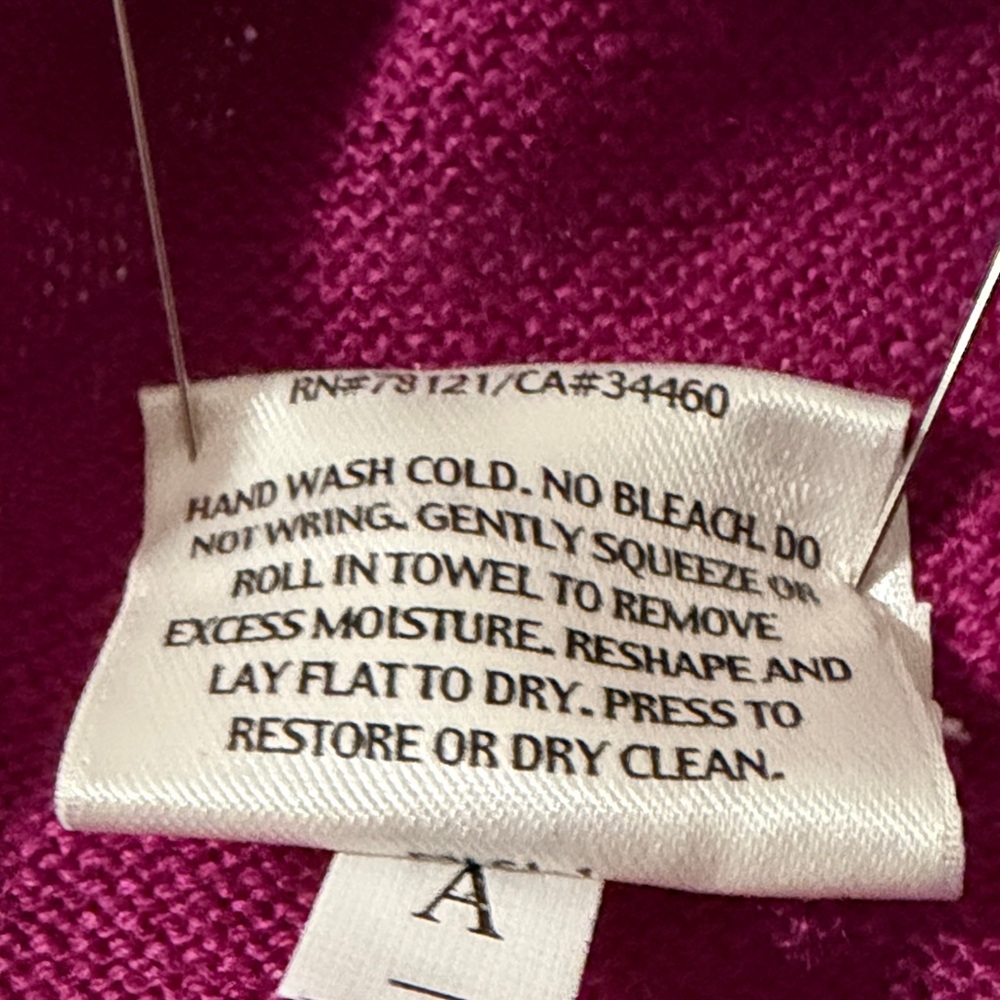 RN#78121/CA#34460
HAND WASH COLD. NO BLEACH. DO
NOT WRING. GENTLY SQUEEZE OR
ROLL IN TOWEL TO REMOVE
EXCESS MOISTURE. RESHAPE AND
LAY FLAT TO DRY. PRESS TO
RESTORE OR DRY CLEAN.
A